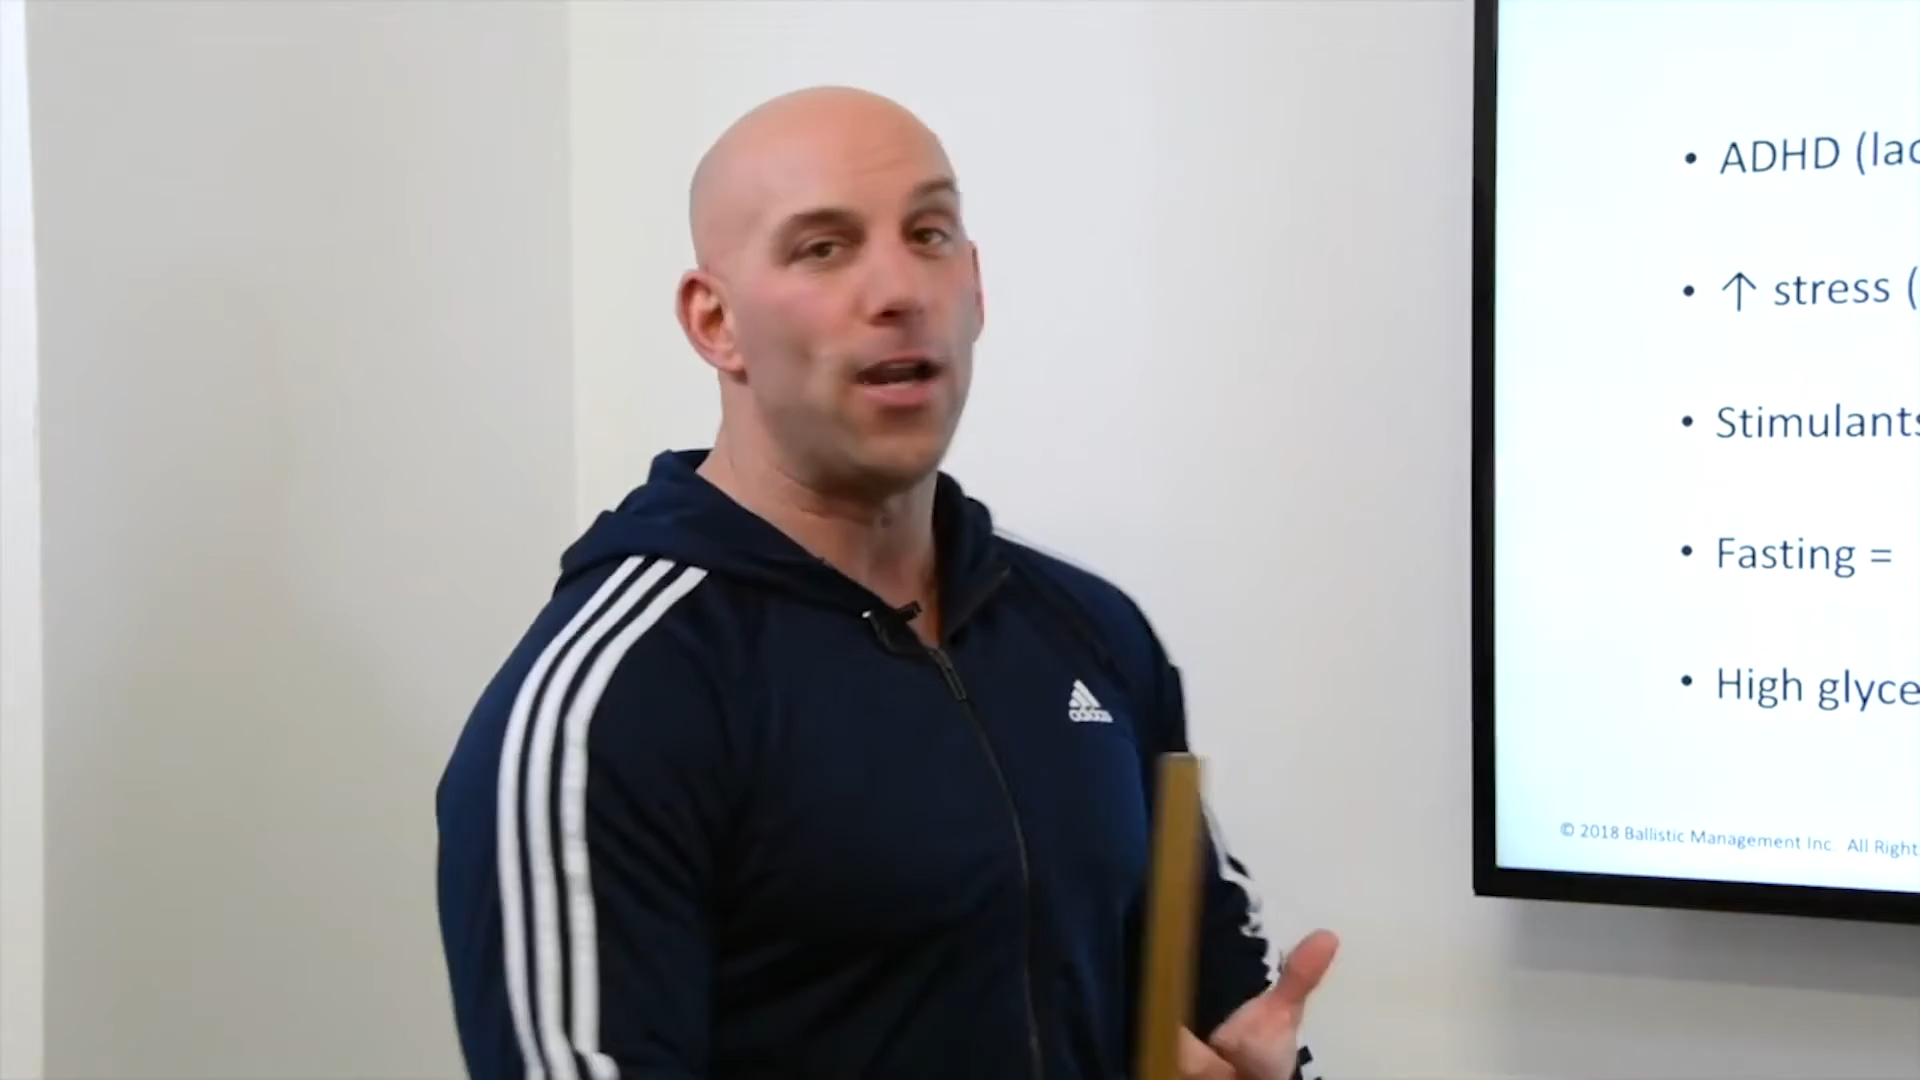 • ADHD (lac
• ↑ stress (
• Stimulants
• Fasting =
• High glyce
© 2018 Ballistic Management Inc. All Right
adidas